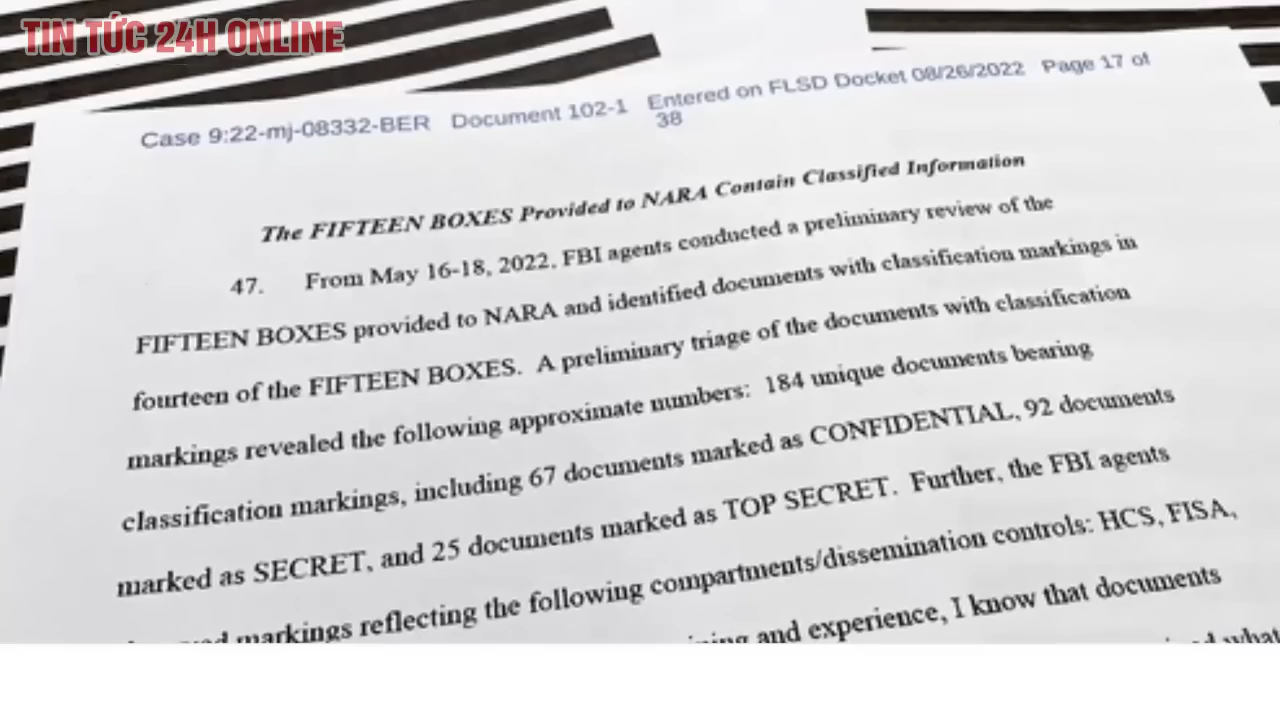 TIN TỨC 24H ONLINE
Case 9:22-mj-08332-BER Document 102-1 Entered on FLSD Docket 08/26/2022 Page 17 of
38
The FIFTEEN BOXES Provided to NARA Contain Classified Information
47. From May 16-18, 2022, FBI agents conducted a preliminary review of the
FIFTEEN BOXES provided to NARA and identified documents with classification markings in
fourteen of the FIFTEEN BOXES. A preliminary triage of the documents with classification
markings revealed the following approximate numbers: 184 unique documents bearing
classification markings, including 67 documents marked as CONFIDENTIAL, 92 documents
marked as SECRET, and 25 documents marked as TOP SECRET. Further, the FBI agents
markings reflecting the following compartments/dissemination controls: HCS, FISA,
and experience, I know that documents